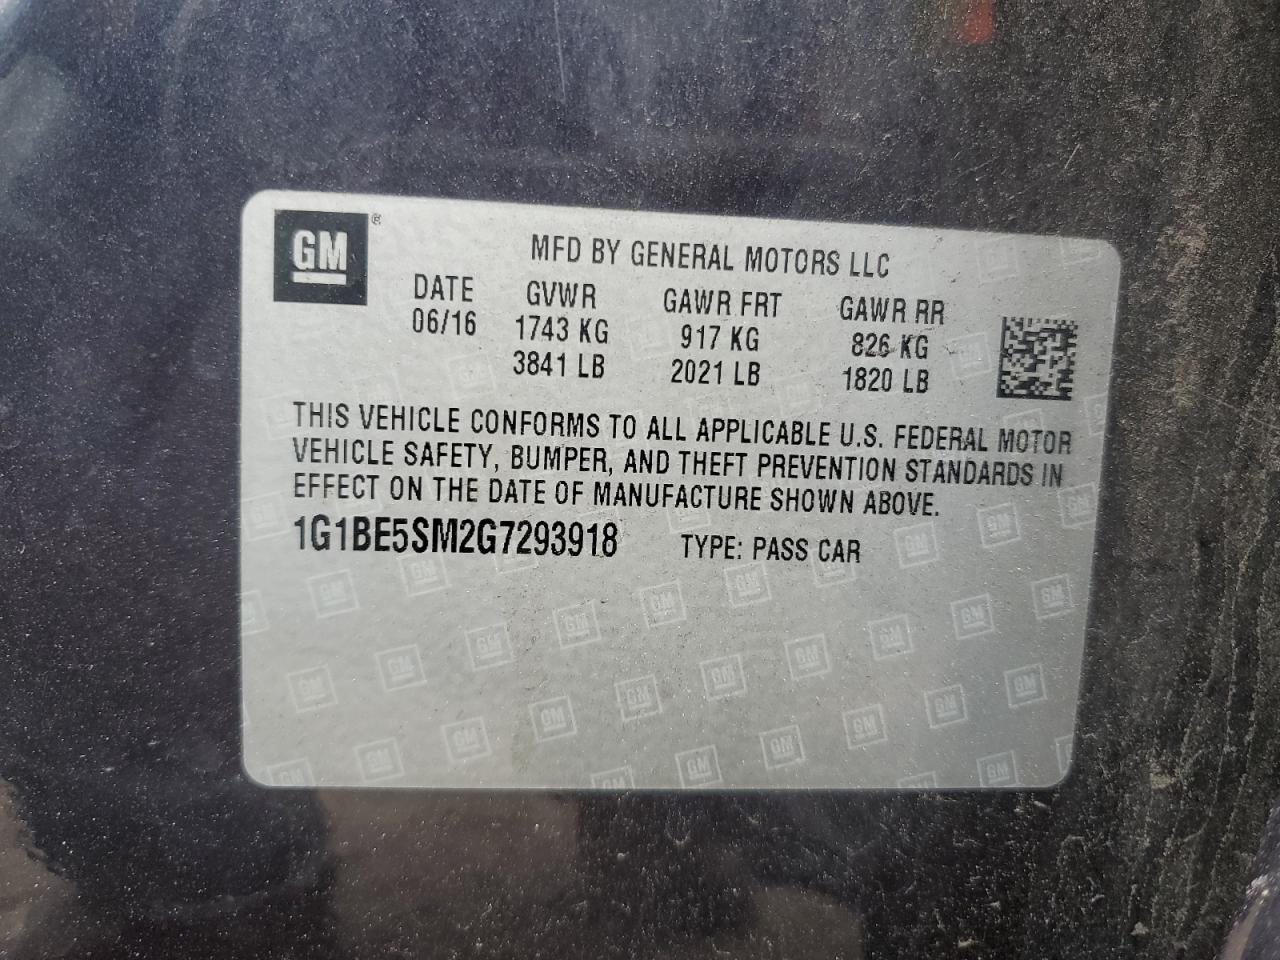 GM ®
MFD BY GENERAL MOTORS LLC
DATE GVWR GAWR FRT GAWR RR
06/16 1743 KG 917 KG 826 KG
3841 LB 2021 LB 1820 LB
THIS VEHICLE CONFORMS TO ALL APPLICABLE U.S. FEDERAL MOTOR
VEHICLE SAFETY, BUMPER, AND THEFT PREVENTION STANDARDS IN
EFFECT ON THE DATE OF MANUFACTURE SHOWN ABOVE.
1G1BE5SM2G7293918 TYPE: PASS CAR